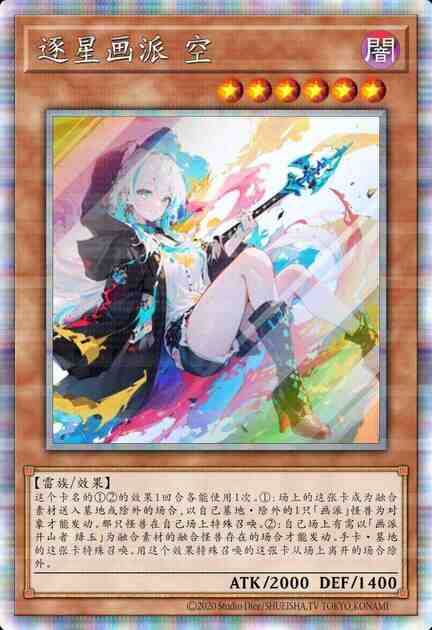 逐星画派 空
闇
【雷族/效果】
这个卡名的①②的效果1回合各能使用1次。①:场上的这张卡成为融合
素材送入墓地或除外的场合,以自己墓地·除外的1只「画派」怪兽为对
象才能发动。那只怪兽在自己场上特殊召唤。②:自己场上有需以「画派
开山者 绛玉」为融合素材的融合怪兽存在的场合才能发动。手卡·墓地
的这张卡特殊召唤。用这个效果特殊召唤的这张卡从场上离开的场合除
外。
ATK/2000 DEF/1400
©2020 Studio Dice/SHUEISHA,TV TOKYO,KONAMI